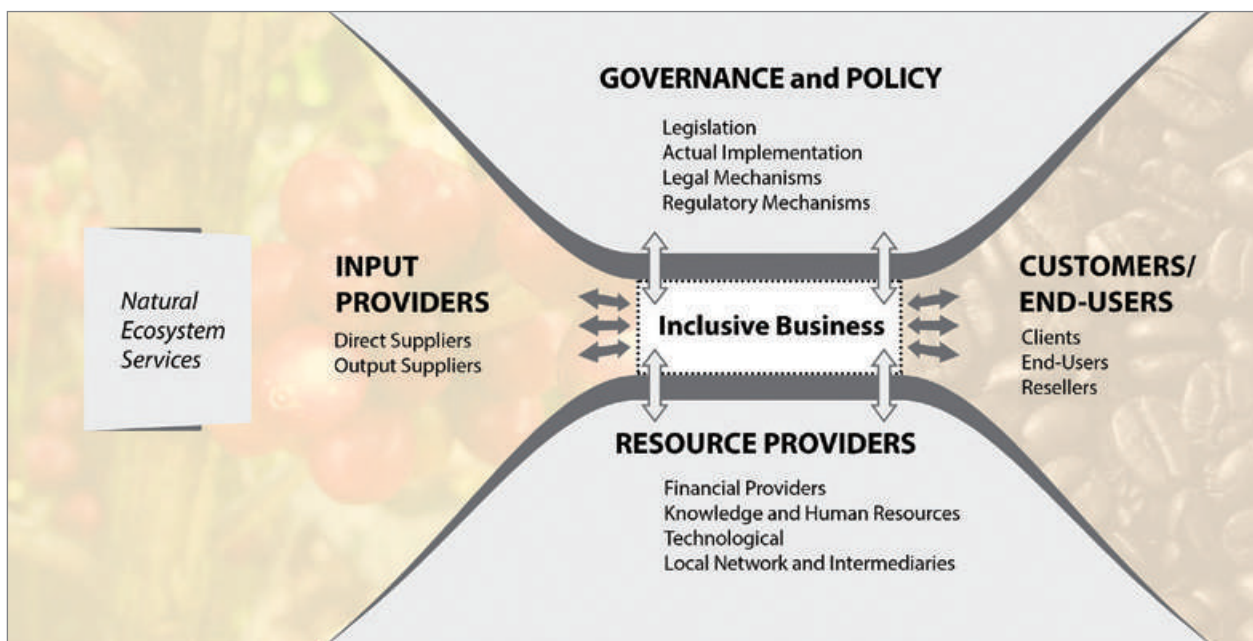 GOVERNANCE and POLICY
Legislation
Actual Implementation
Legal Mechanisms
Regulatory Mechanisms
Natural
Ecosystem
Services
INPUT
PROVIDERS
Direct Suppliers
Output Suppliers
Inclusive Business
CUSTOMERS/
END-USERS
Clients
End-Users
Resellers
RESOURCE PROVIDERS
Financial Providers
Knowledge and Human Resources
Technological
Local Network and Intermediaries